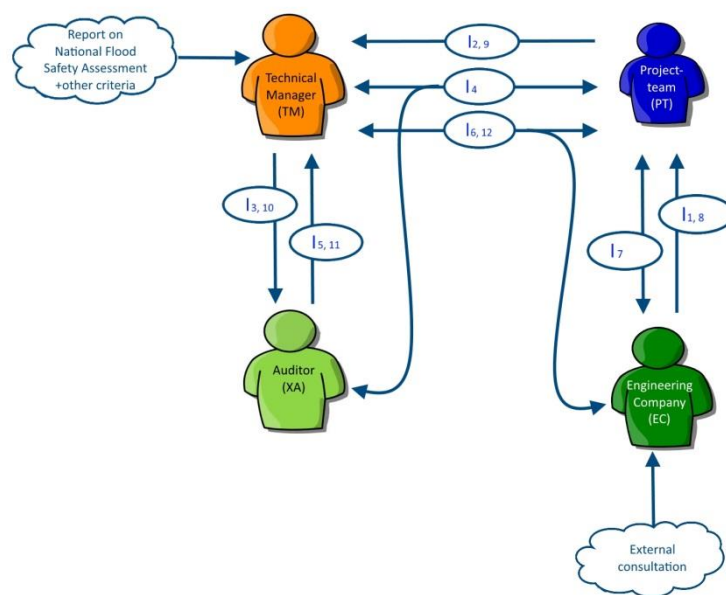 Report on
National Flood
Safety Assessment
+other criteria
Technical
Manager
(TM)
I2, 9
Project-
team
(PT)
I4
I6, 12
I3, 10
I5, 11
I7
I1, 8
Auditor
(XA)
Engineering
Company
(EC)
External
consultation